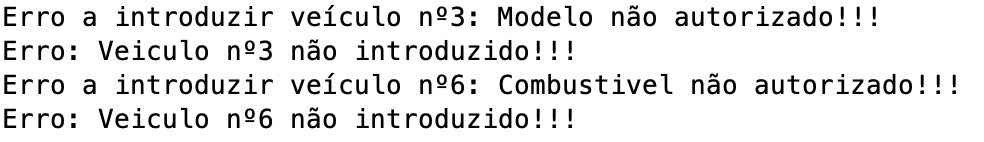 Erro a introduzir veículo nº3: Modelo não autorizado!!!
Erro: Veiculo nº3 não introduzido!!!
Erro a introduzir veículo nº6: Combustivel não autorizado!!!
Erro: Veiculo nº6 não introduzido!!!